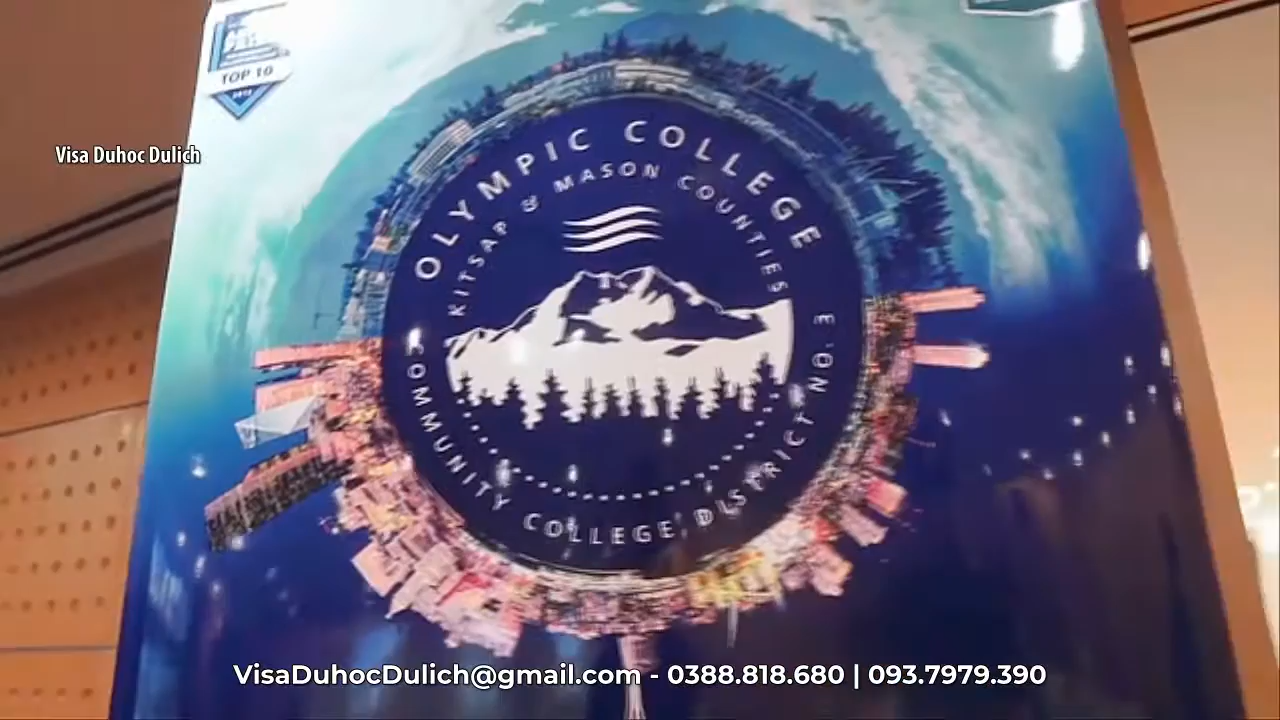 TOP 10
Visa Duhoc Dulich
OLYMPIC COLLEGE
KITSAP & MASON COUNTIES
COMMUNITY COLLEGE DISTRICT NO. 3
VisaDuhocDulich@gmail.com - 0388.818.680 | 093.7979.390